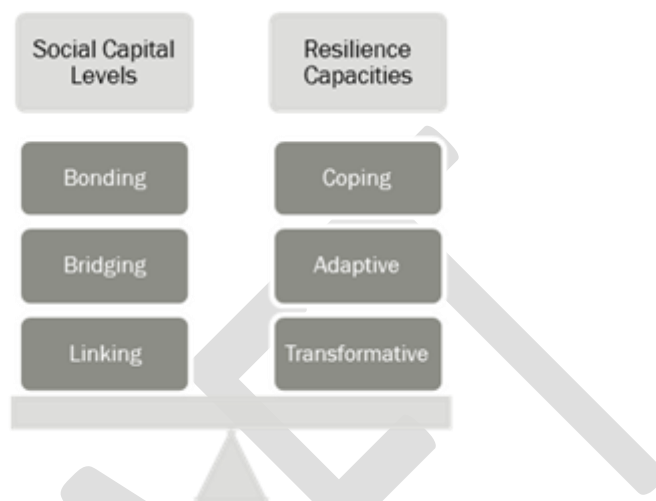 Social Capital
Levels
Resilience
Capacities
Bonding
Coping
Bridging
Adaptive
Linking
Transformative